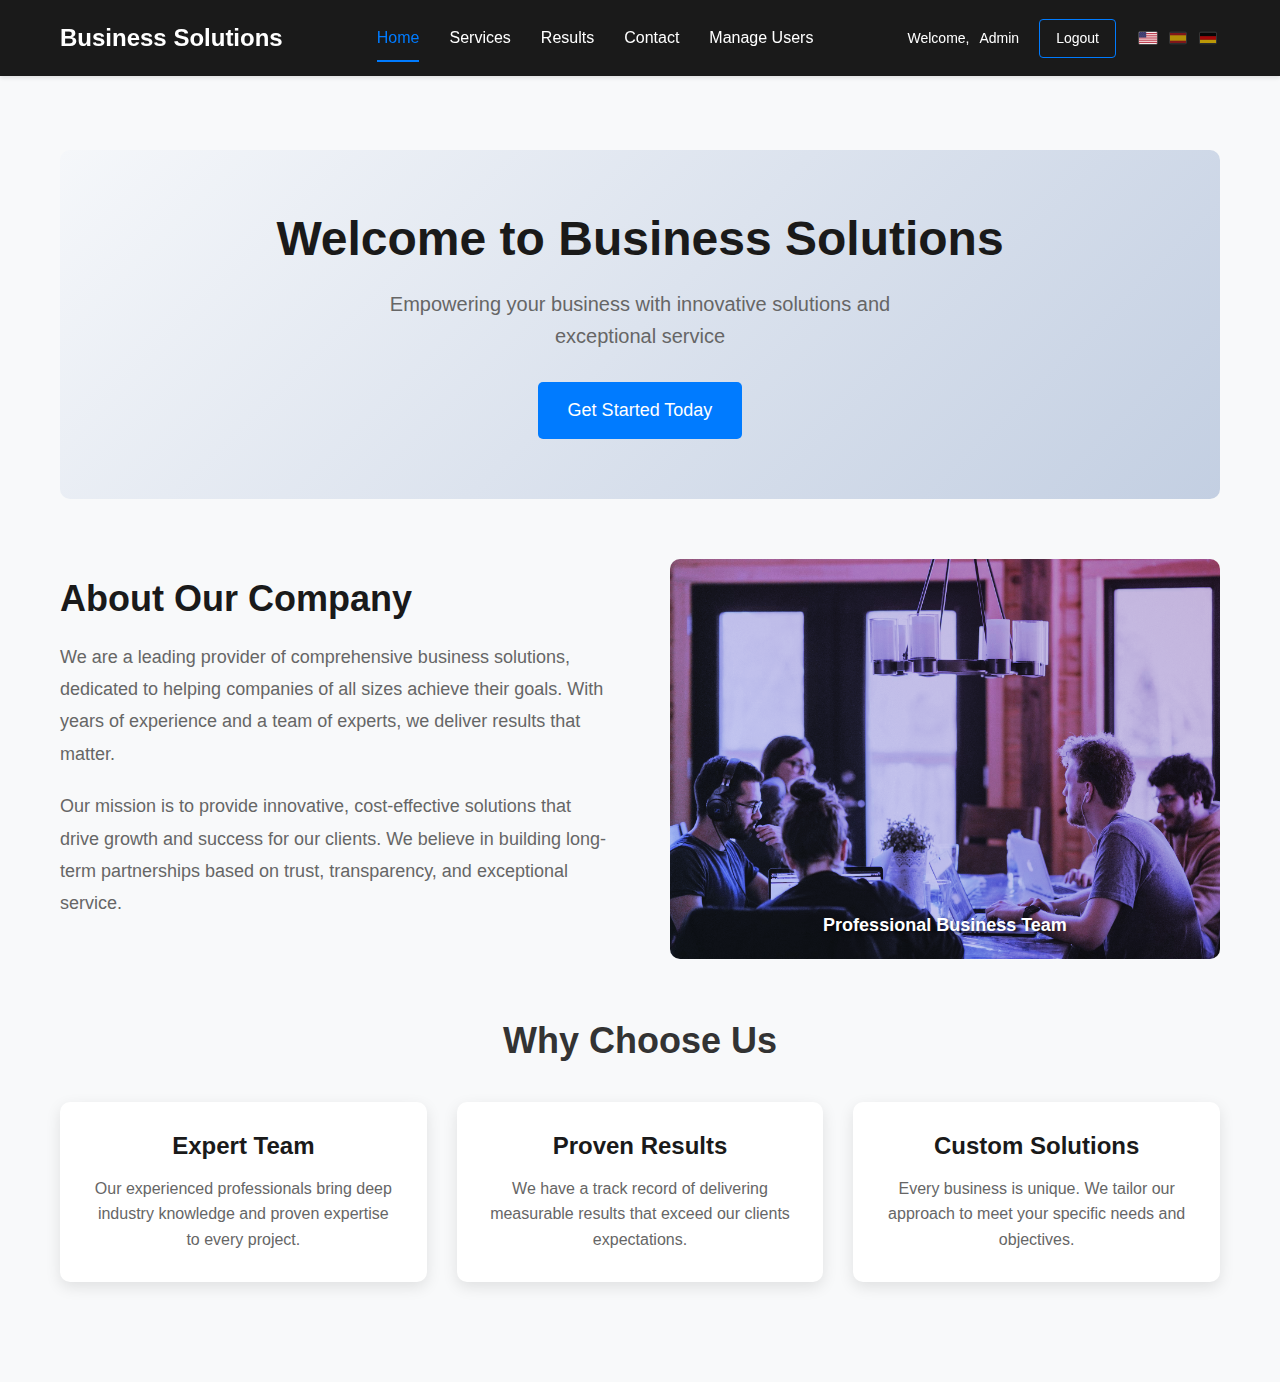 Business Solutions
Home
Services
Results
Contact
Manage Users
Welcome, Admin
Logout
Welcome to Business Solutions
Empowering your business with innovative solutions and
exceptional service
Get Started Today
About Our Company
We are a leading provider of comprehensive business solutions,
dedicated to helping companies of all sizes achieve their goals. With
years of experience and a team of experts, we deliver results that
matter.
Our mission is to provide innovative, cost-effective solutions that
drive growth and success for our clients. We believe in building long-
term partnerships based on trust, transparency, and exceptional
service.
Professional Business Team
Why Choose Us
Expert Team
Our experienced professionals bring deep
industry knowledge and proven expertise
to every project.
Proven Results
We have a track record of delivering
measurable results that exceed our clients
expectations.
Custom Solutions
Every business is unique. We tailor our
approach to meet your specific needs and
objectives.